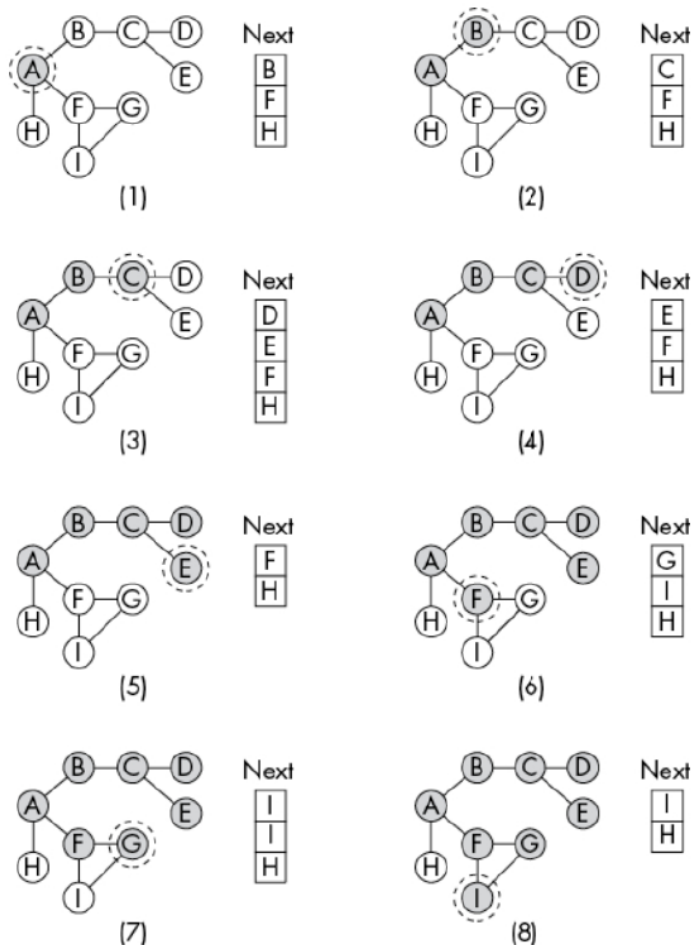 B C D Next B C D Next
A E B A E C
F G F F G F
H I H H I H
(1) (2)
B C D Next B C D Next
A E D A E E
F G E F G F
H I F H I H
H
(3) (4)
B C D Next B C D Next
A E F A E G
F G H F G I
H I H I H
(5) (6)
B C D Next B C D Next
A E I A E I
F G I F G H
H I H H I
(7) (8)